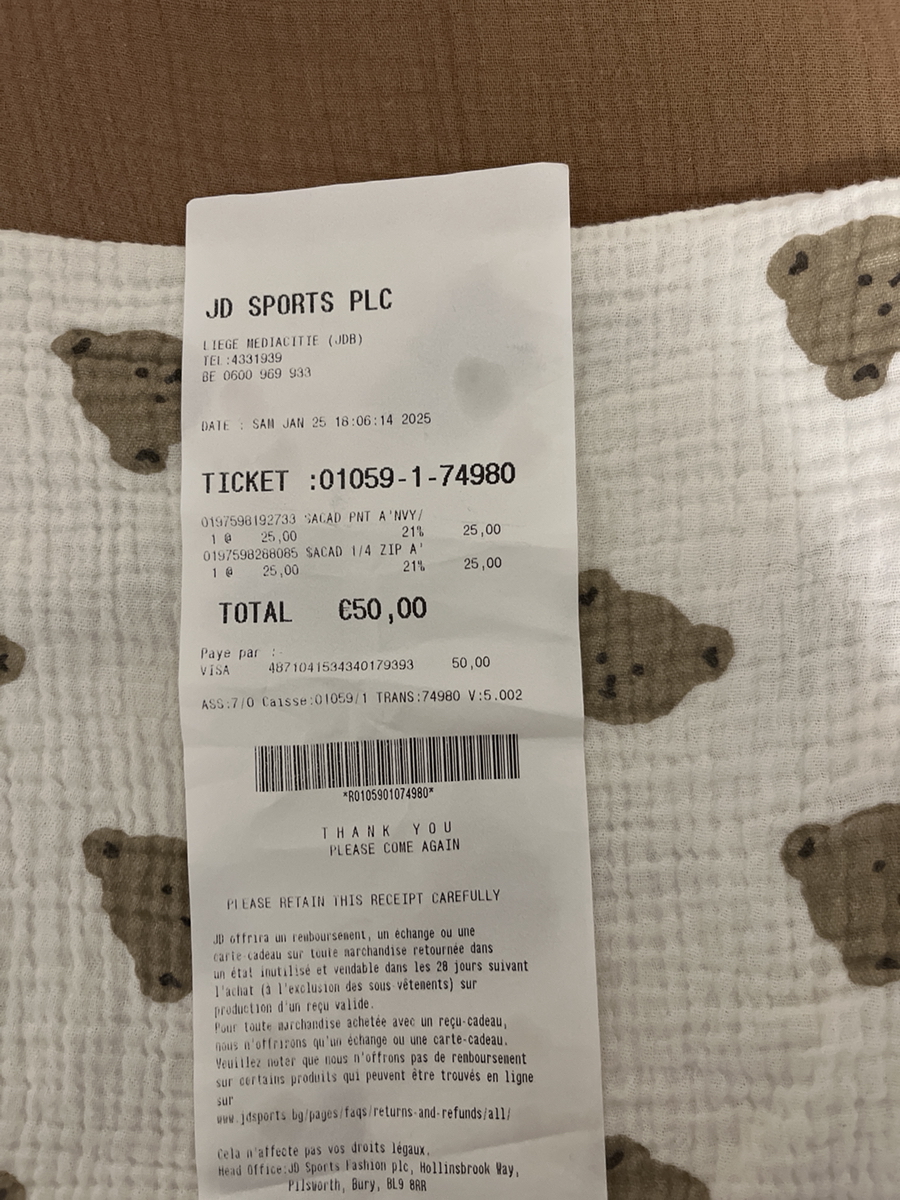 JD SPORTS PLC
LIEGE MEDIACITIE (JDB)
TEL :4331939
BE 0600 969 933
DATE : SAM JAN 25 18:06:14 2025
TICKET :01059-1-74980
0197598192733 SACAD PNT A'NVY/
1 @ 25,00 21% 25,00
0197598288085 SACAD 1/4 ZIP A'
1 @ 25,00 21% 25,00
TOTAL €50,00
Paye par :-
VISA 4871041534340179393 50,00
ASS:7/0 Caisse:01059/1 TRANS:74980 V:5.002
*R0105901074980*
THANK YOU
PLEASE COME AGAIN
PLEASE RETAIN THIS RECEIPT CAREFULLY
JD offrira un remboursement, un échange ou une
carte-cadeau sur toute marchandise retournée dans
un état inutilisé et vendable dans les 28 jours suivant
l'achat (à l'exclusion des sous-vêtements) sur
production d'un reçu valide.
Pour toute marchandise achetée avec un reçu-cadeau,
nous n'offrirons qu'un échange ou une carte-cadeau.
Veuillez noter que nous n'offrons pas de remboursement
sur certains produits qui peuvent être trouvés en ligne
sur
www.jdsports.bg/pages/faqs/returns-and-refunds/all/
Cela n'affecte pas vos droits légaux.
Head Office:JD Sports Fashion plc, Hollinsbrook Way,
Pilsworth, Bury, BL9 8RR